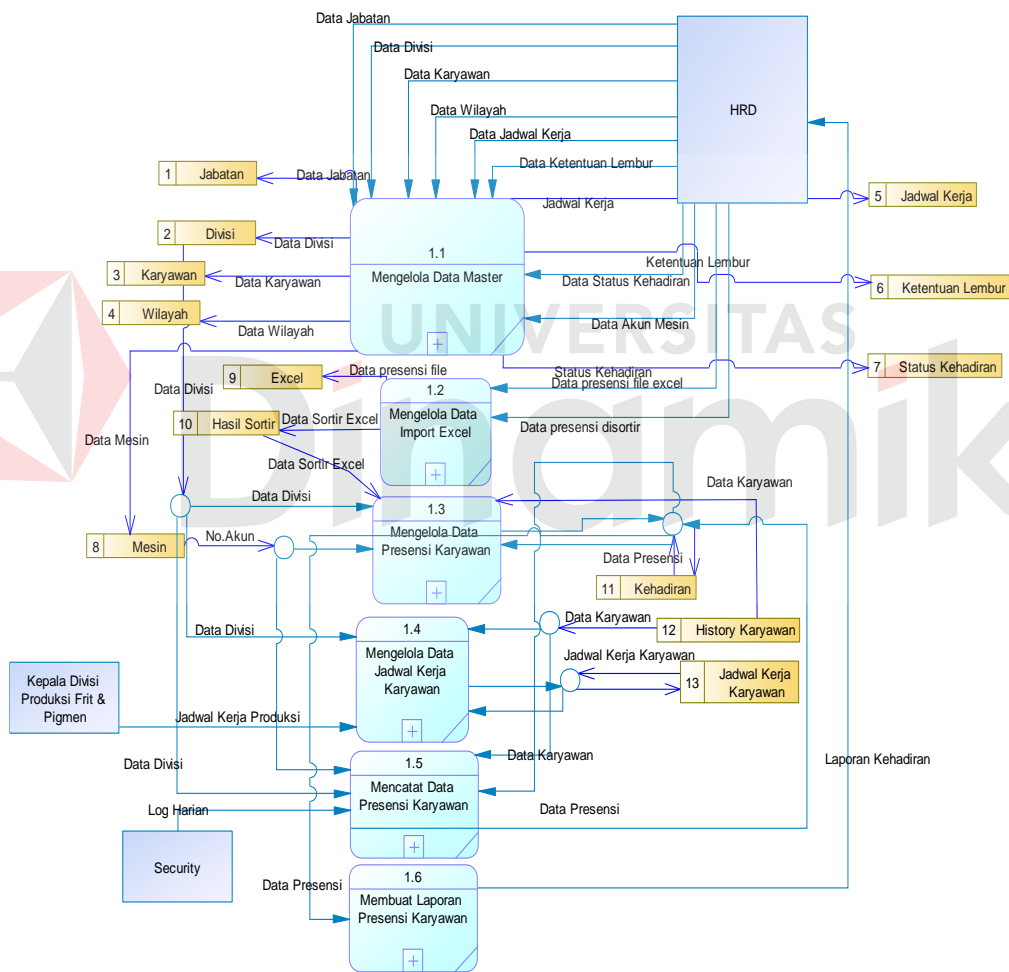 Data Jabatan
Data Divisi
Data Karyawan
Data Wilayah
Data Jadwal Kerja
Data Ketentuan Lembur
HRD
1 Jabatan
Data Jabatan
Jadwal Kerja
5 Jadwal Kerja
2 Divisi
Data Divisi
1.1
Mengelola Data Master
Ketentuan Lembur
3 Karyawan
Data Karyawan
Data Status Kehadiran
6 Ketentuan Lembur
4 Wilayah
Data Wilayah
Data Akun Mesin
UNIVERSITAS
Dinamika
9 Excel
Data presensi file
Status Kehadiran
7 Status Kehadiran
Data presensi file excel
Data Divisi
1.2
Mengelola Data
Import Excel
10 Hasil Sortir
Data Sortir Excel
Data presensi disortir
Data Mesin
Data Sortir Excel
Data Karyawan
Data Divisi
1.3
Mengelola Data
Presensi Karyawan
8 Mesin
No.Akun
Data Presensi
11 Kehadiran
Data Karyawan
12 History Karyawan
Data Divisi
1.4
Mengelola Data
Jadwal Kerja
Karyawan
Jadwal Kerja Karyawan
13 Jadwal Kerja
Karyawan
Kepala Divisi
Produksi Frit &
Pigmen
Jadwal Kerja Produksi
Data Karyawan
Laporan Kehadiran
Data Divisi
1.5
Mencatat Data
Presensi Karyawan
Log Harian
Data Presensi
Security
1.6
Membuat Laporan
Presensi Karyawan
Data Presensi